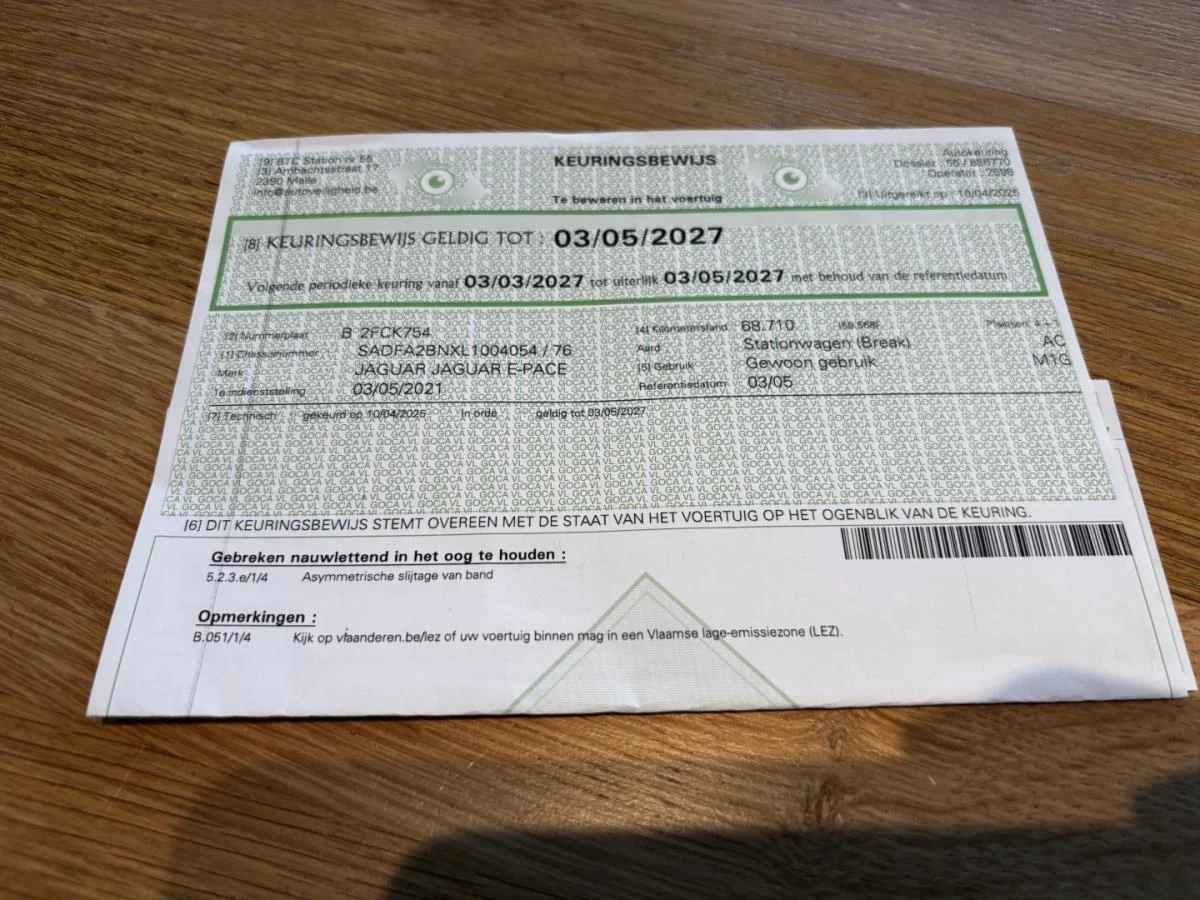 [9] BTC Station nr 55
[3] Ambachtsstraat 17
2390 Malle
info@autoveiligheid.be
KEURINGSBEWIJS
Te bewaren in het voertuig
Autokeuring
Dossier : 55 / 886770
Operator : 2598
[3] Uitgereikt op : 10/04/2025
[8] KEURINGSBEWIJS GELDIG TOT : 03/05/2027
Volgende periodieke keuring vanaf 03/03/2027 tot uiterlijk 03/05/2027 met behoud van de referentiedatum
[2] Nummerplaat B 2FCK754 [4] Kilometerstand 68.710 (59.568) Plaatsen: 4 + 1
[1] Chassisnummer SADFA2BNXL1004054 / 76 Aard Stationwagen (Break) AC
Merk JAGUAR JAGUAR E-PACE [5] Gebruik Gewoon gebruik M1G
1e indienststelling 03/05/2021 Referentiedatum 03/05
[7] Technisch gekeurd op 10/04/2025 In orde geldig tot 03/05/2027
[6] DIT KEURINGSBEWIJS STEMT OVEREEN MET DE STAAT VAN HET VOERTUIG OP HET OGENBLIK VAN DE KEURING.
Gebreken nauwlettend in het oog te houden :
5.2.3.e/1/4 Asymmetrische slijtage van band
Opmerkingen :
B.051/1/4 Kijk op vlaanderen.be/lez of uw voertuig binnen mag in een Vlaamse lage-emissiezone (LEZ).